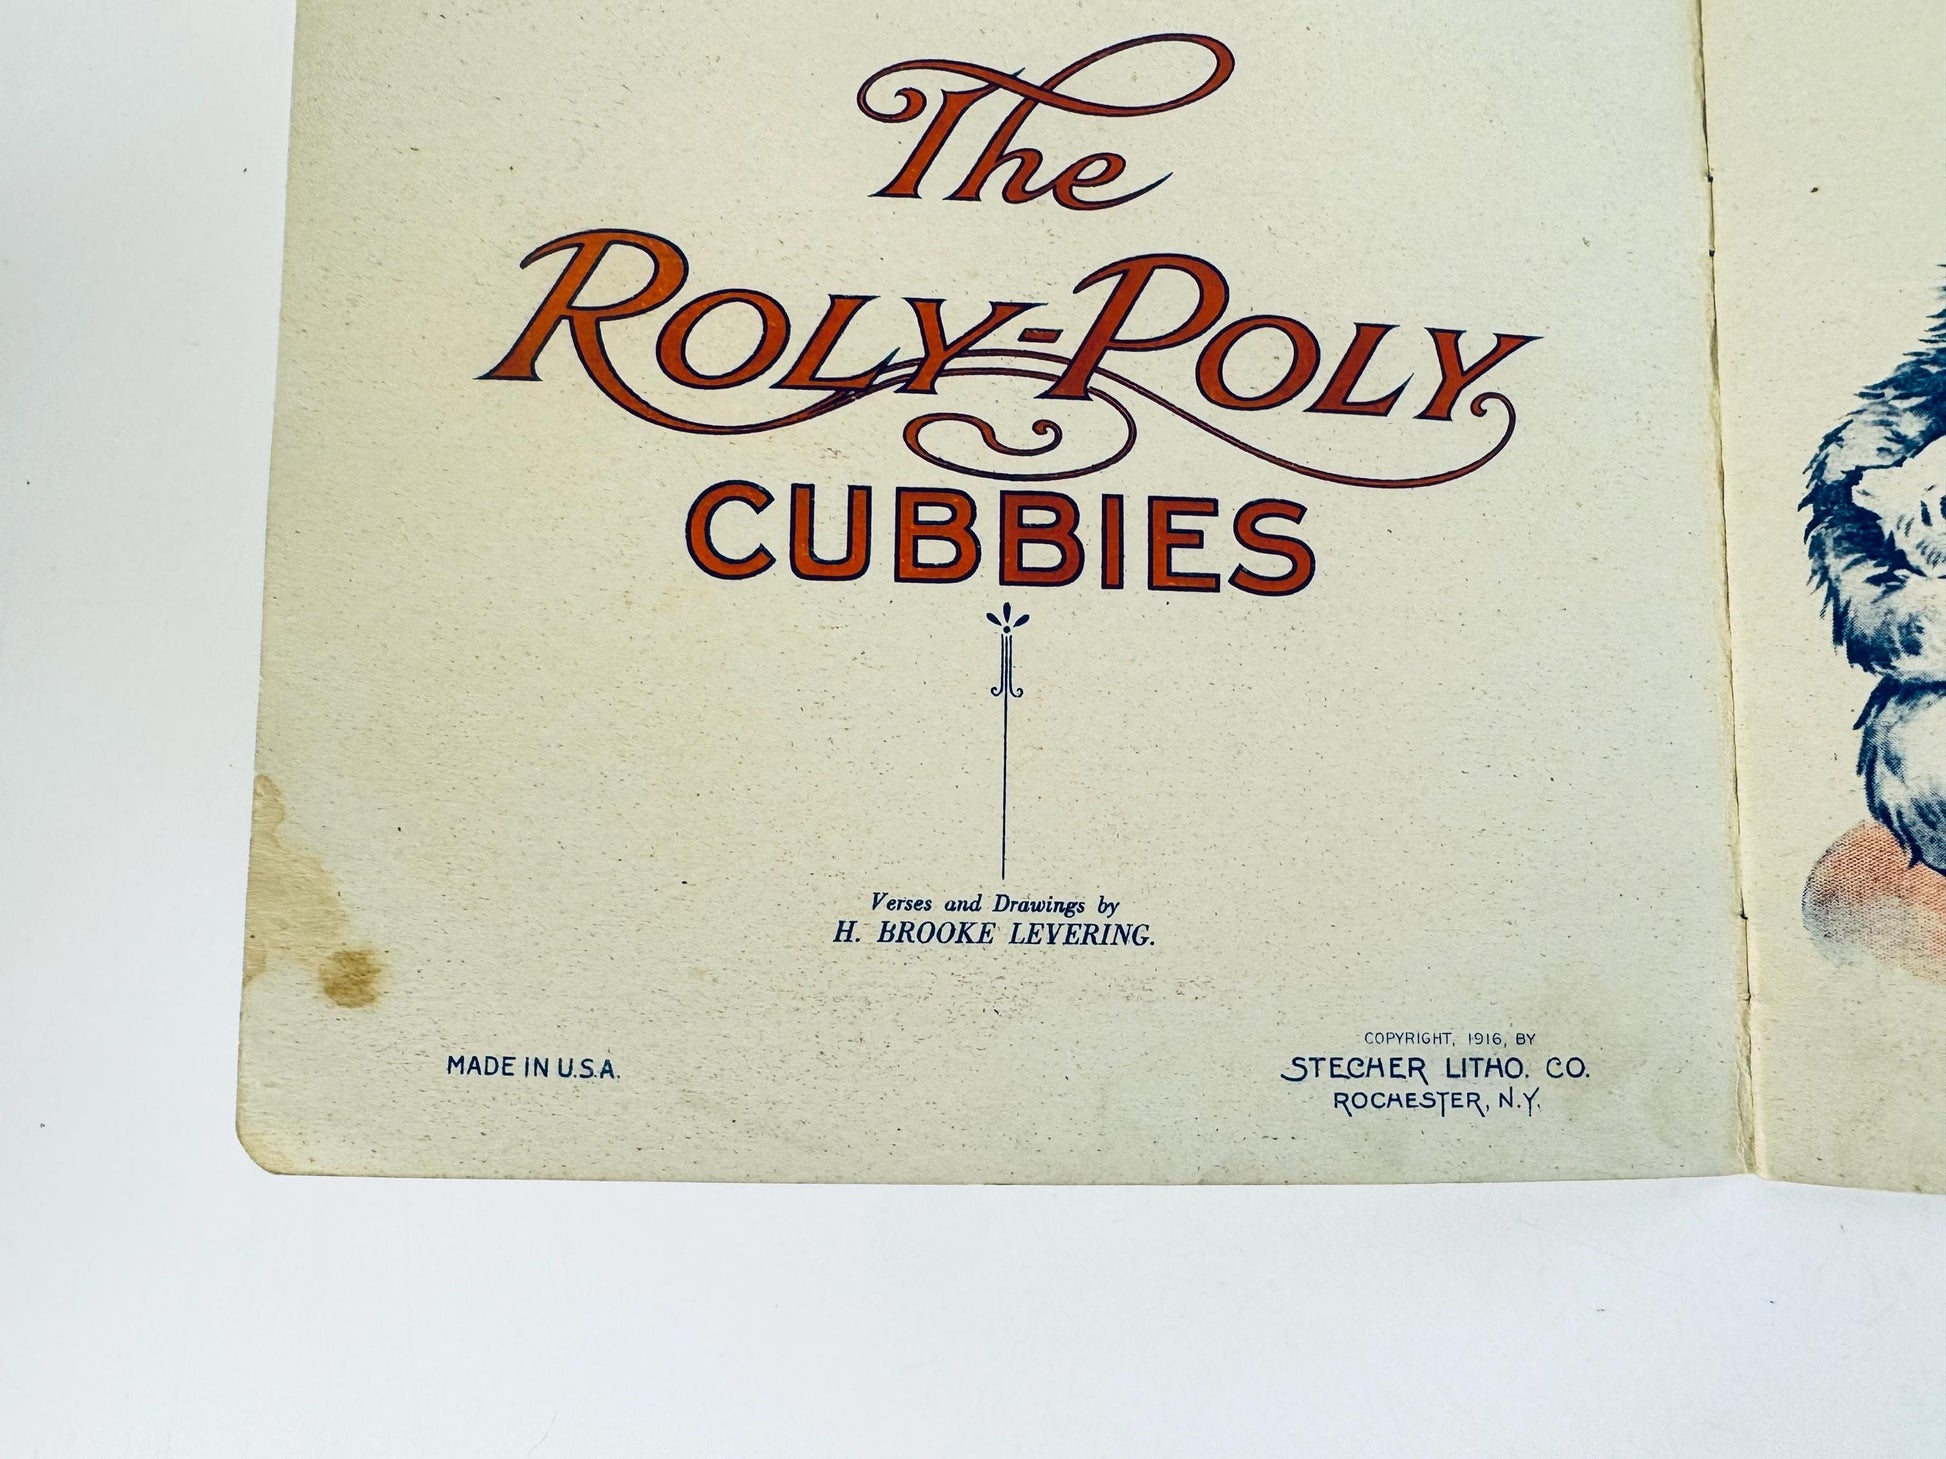 The
ROLY-POLY
CUBBIES
Verses and Drawings by
H. BROOKE LEVERING.
MADE IN U.S.A.
COPYRIGHT, 1916, BY
STECHER LITHO. CO.
ROCHESTER, N.Y.